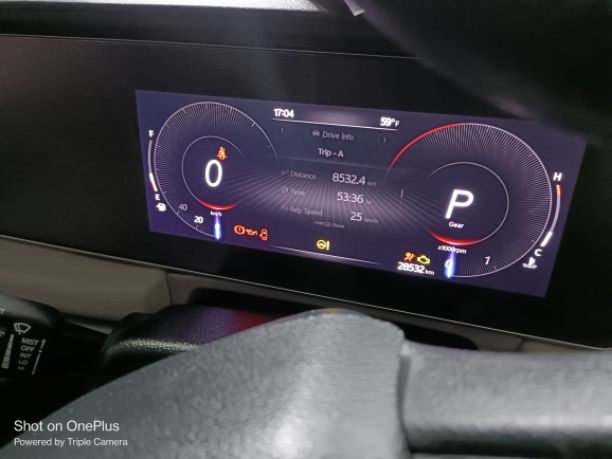 17:04
59°F
Drive Info
Trip - A
Distance 8532.4 km
Time 53:36 hr
Avg. Speed 25 km/h
F
E
0
km/h
40
20
P
Gear
x1000rpm
0
1
H
C
28532 km
MIST
OFF
INT
LO
HI
Shot on OnePlus
Powered by Triple Camera